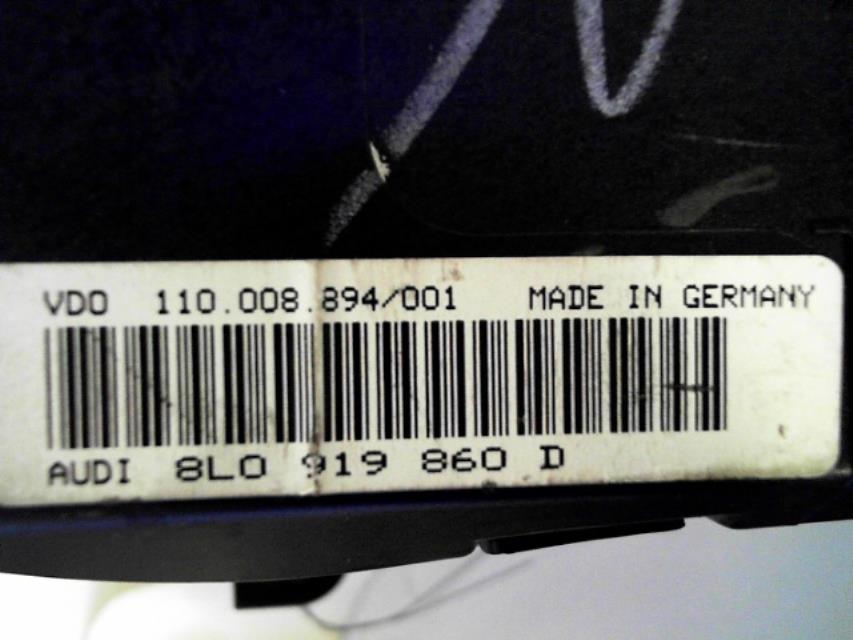 VDO 110.008.894/001 MADE IN GERMANY
AUDI 8L0 919 860 D